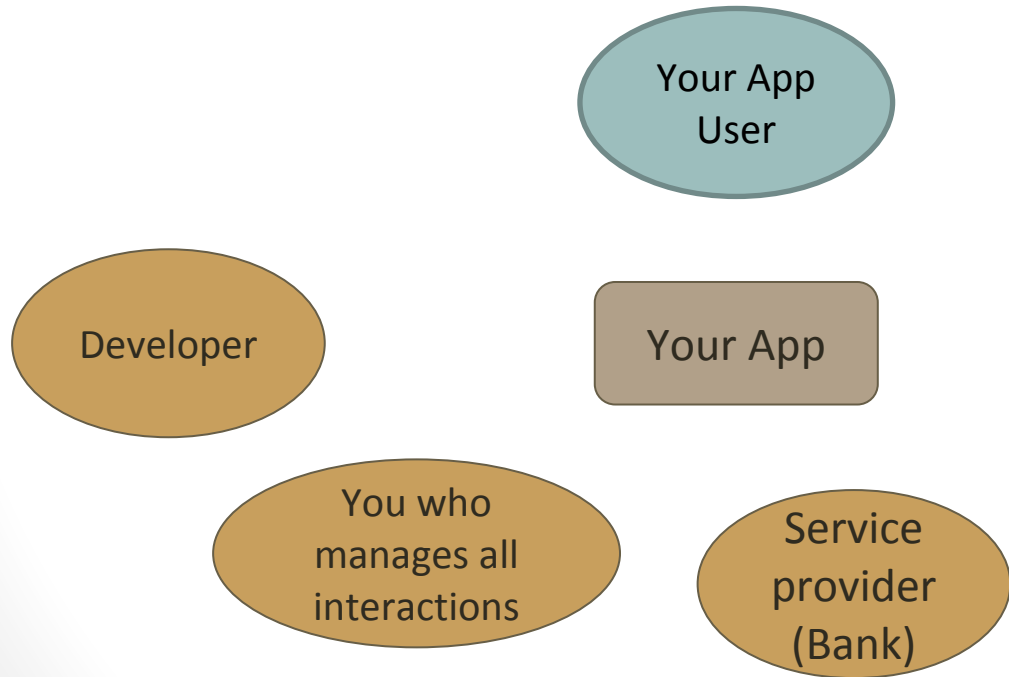 Your App
User
Developer
Your App
You who
manages all
interactions
Service
provider
(Bank)